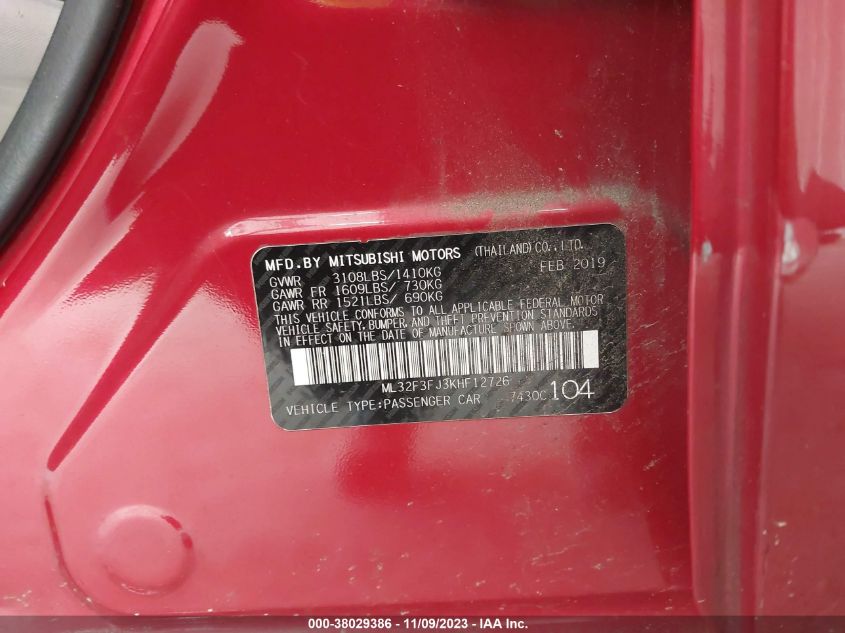 MFD.BY MITSUBISHI MOTORS (THAILAND)CO.,LTD.
GVWR 3108LBS/1410KG FEB 2019
GAWR FR 1609LBS/ 730KG
GAWR RR 1521LBS/ 690KG
THIS VEHICLE CONFORMS TO ALL APPLICABLE FEDERAL MOTOR
VEHICLE SAFETY, BUMPER, AND THEFT PREVENTION STANDARDS
IN EFFECT ON THE DATE OF MANUFACTURE SHOWN ABOVE.
ML32F3FJ3KHF12726
VEHICLE TYPE:PASSENGER CAR 7430C 104
000-38029386 - 11/09/2023 - IAA Inc.